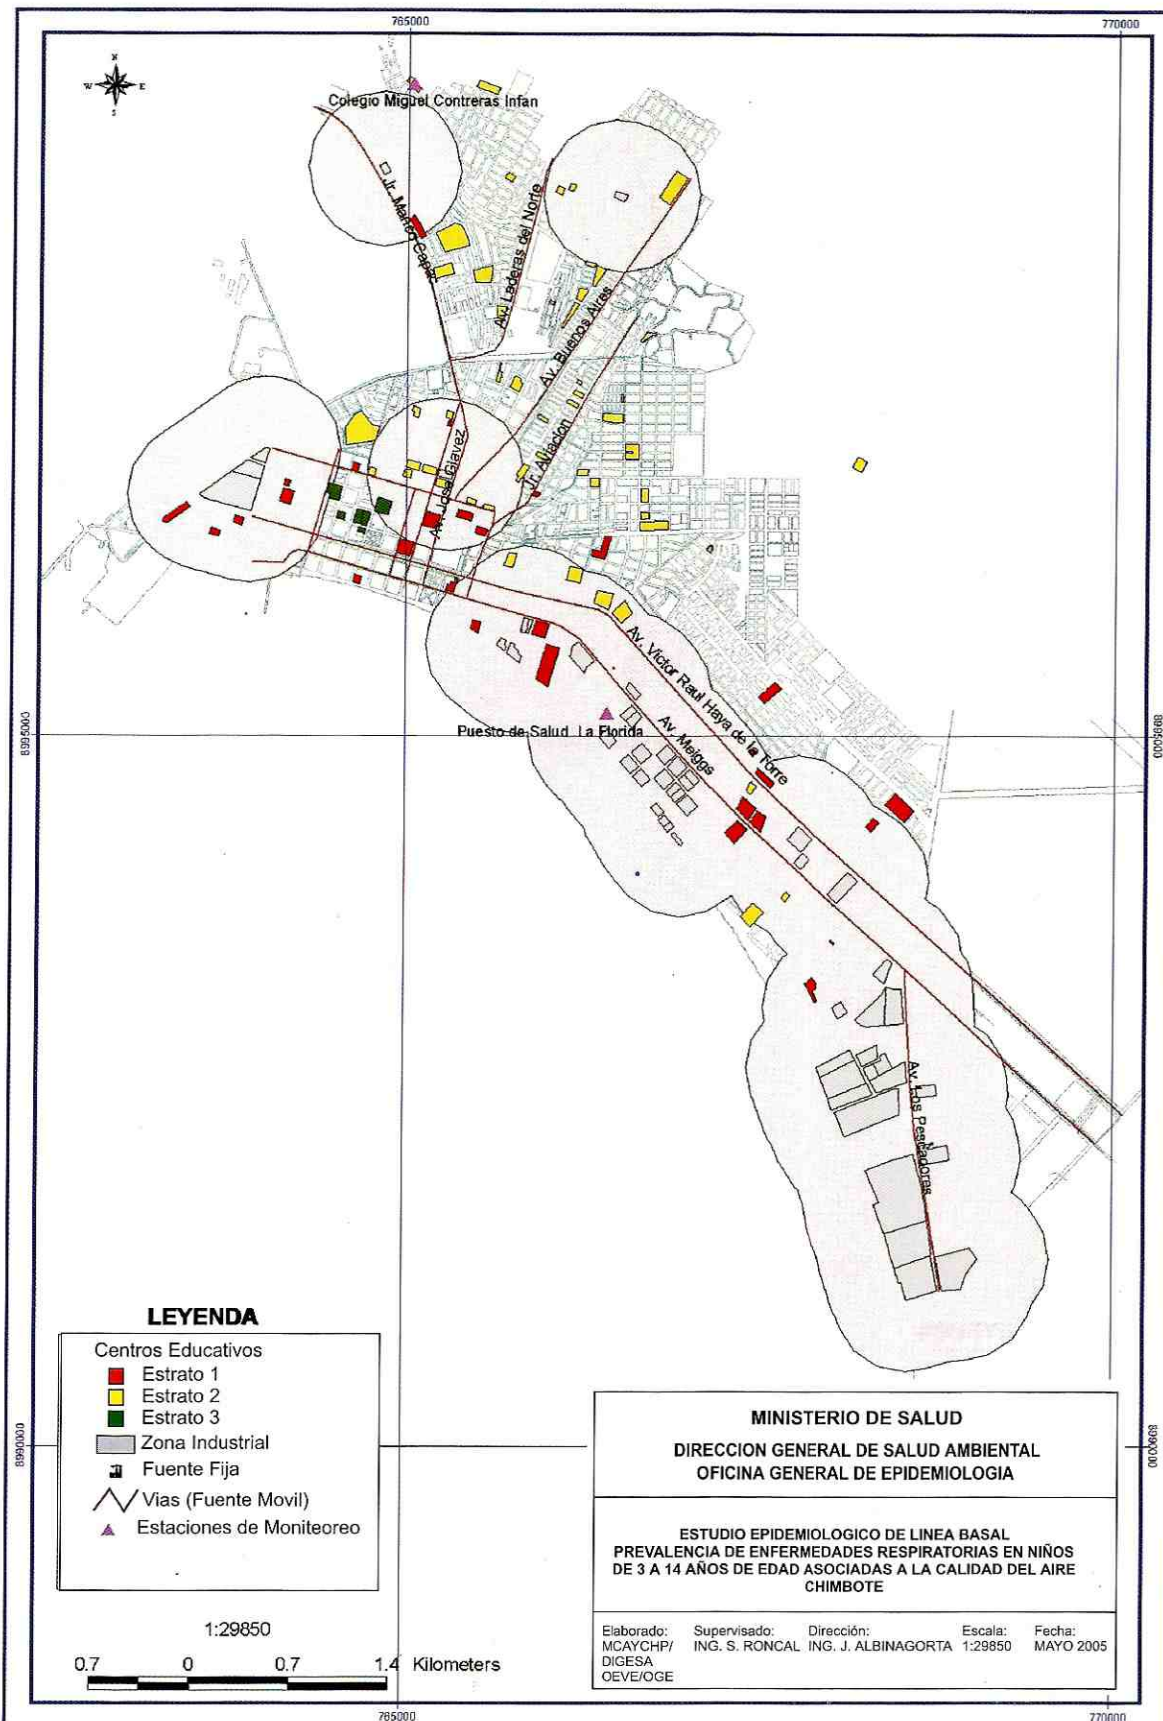 765000
770000
N
W E
S
Colegio Miguel Contreras Infan
Jr. Manco Capac
Av. Laderas del Norte
Av. Buenos Aires
Av. Jose Glavez
Jr. Aviacion
Av. Victor Raul Haya de la Torre
Puesto de Salud La Florida
Av. Meiggs
8995000
8995000
Av. Los Pescadores
LEYENDA
Centros Educativos
Estrato 1
Estrato 2
Estrato 3
Zona Industrial
Fuente Fija
Vias (Fuente Movil)
Estaciones de Moniteoreo
8990000
8990000
MINISTERIO DE SALUD
DIRECCION GENERAL DE SALUD AMBIENTAL
OFICINA GENERAL DE EPIDEMIOLOGIA
ESTUDIO EPIDEMIOLOGICO DE LINEA BASAL
PREVALENCIA DE ENFERMEDADES RESPIRATORIAS EN NIÑOS
DE 3 A 14 AÑOS DE EDAD ASOCIADAS A LA CALIDAD DEL AIRE
CHIMBOTE
Elaborado: Supervisado: Dirección: Escala: Fecha:
MCAYCHP/ ING. S. RONCAL ING. J. ALBINAGORTA 1:29850 MAYO 2005
DIGESA
OEVE/OGE
1:29850
0.7 0 0.7 1.4 Kilometers
765000
770000